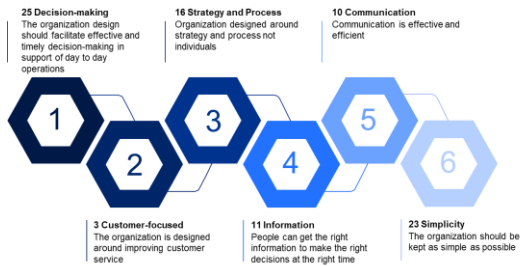 25 Decision-making
The organization design
should facilitate effective and
timely decision-making in
support of day to day
operations
16 Strategy and Process
Organization designed around
strategy and process not
individuals
10 Communication
Communication is effective and
efficient
1
2
3
4
5
6
3 Customer-focused
The organization is designed
around improving customer
service
11 Information
People can get the right
information to make the right
decisions at the right time
23 Simplicity
The organization should be
kept as simple as possible